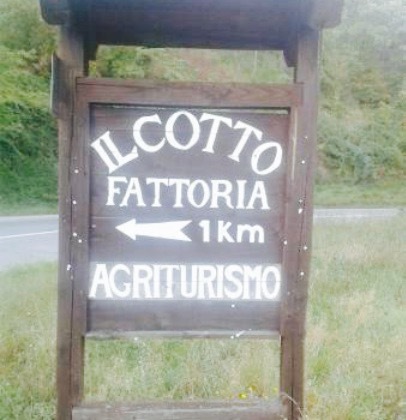 IL COTTO
FATTORIA
← 1 Km
AGRITURISMO